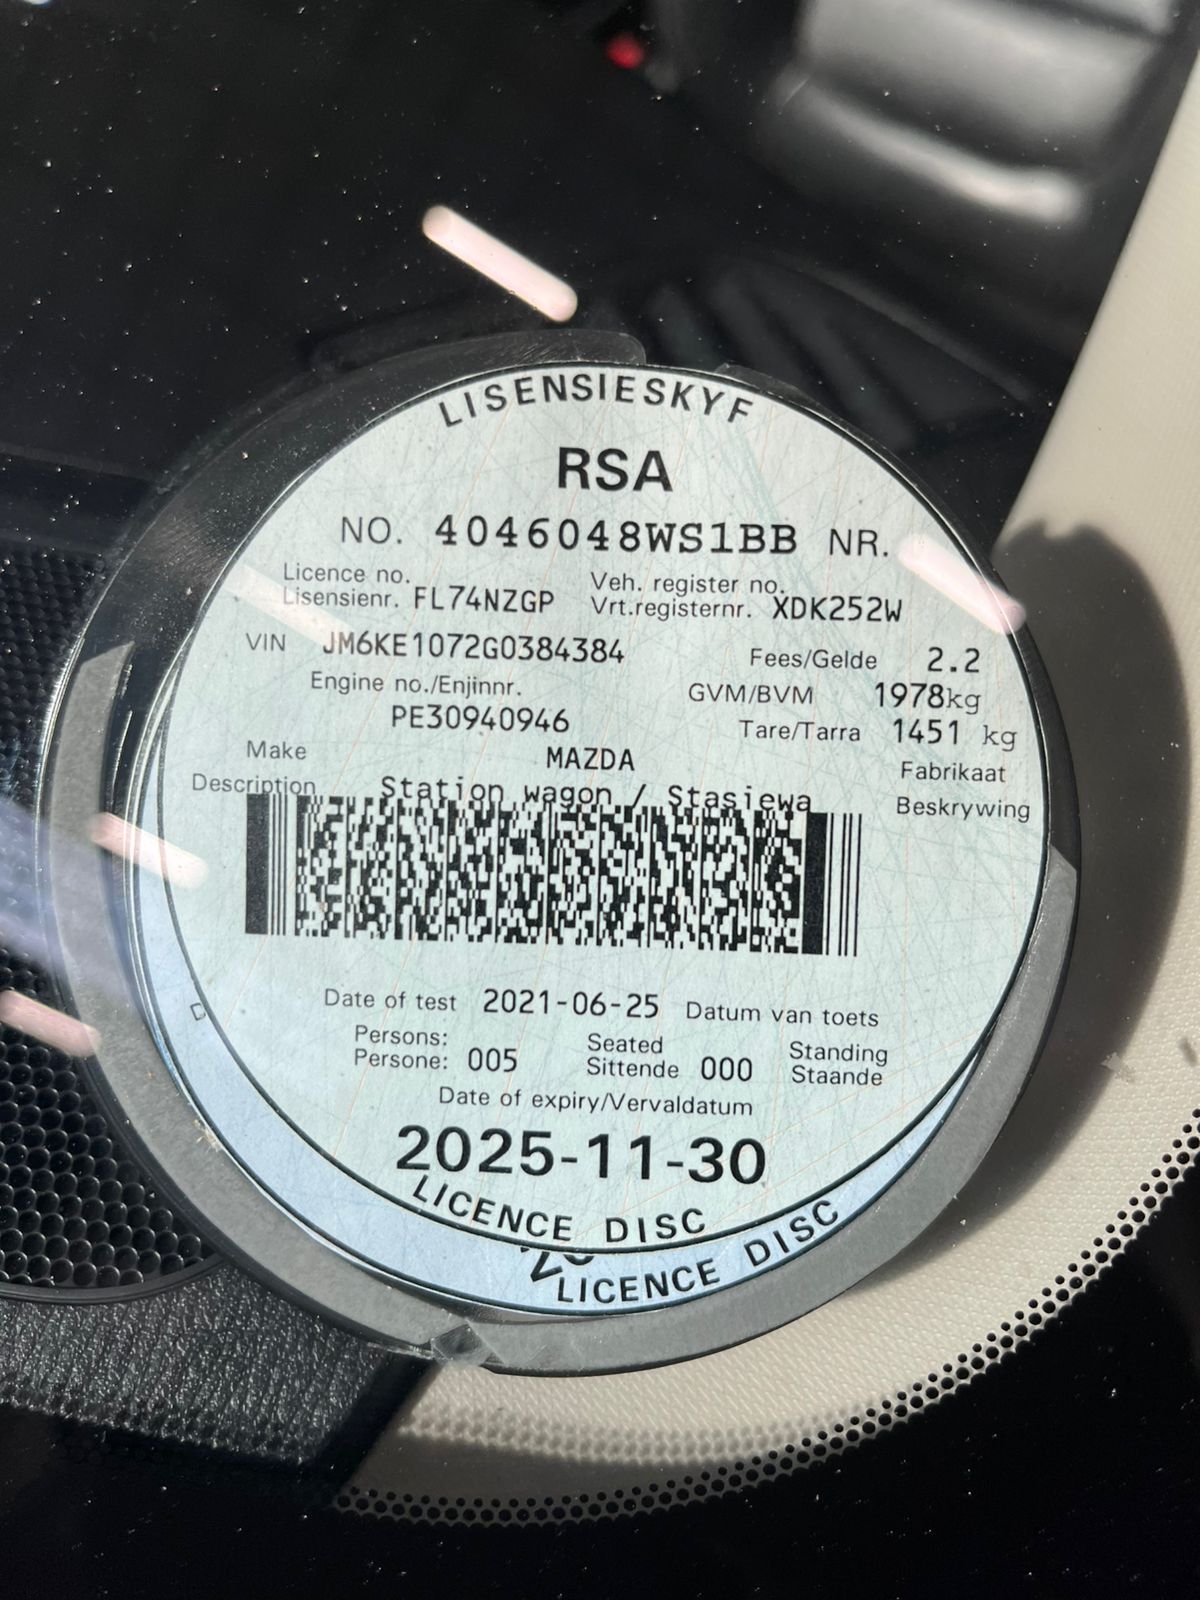 LISENSIESKYF
RSA
NO. 4046048WS1BB NR.
Licence no. Veh. register no.
Lisensienr. FL74NZGP Vrt.registernr. XDK252W
VIN JM6KE1072G0384384 Fees/Gelde 2.2
Engine no./Enjinnr. GVM/BVM 1978kg
PE30940946 Tare/Tarra 1451 kg
Make MAZDA Fabrikaat
Description Station wagon / Stasiewa Beskrywing
Date of test 2021-06-25 Datum van toets
Persons: Seated Standing
Persone: 005 Sittende 000 Staande
Date of expiry/Vervaldatum
2025-11-30
LICENCE DISC
LICENCE DISC